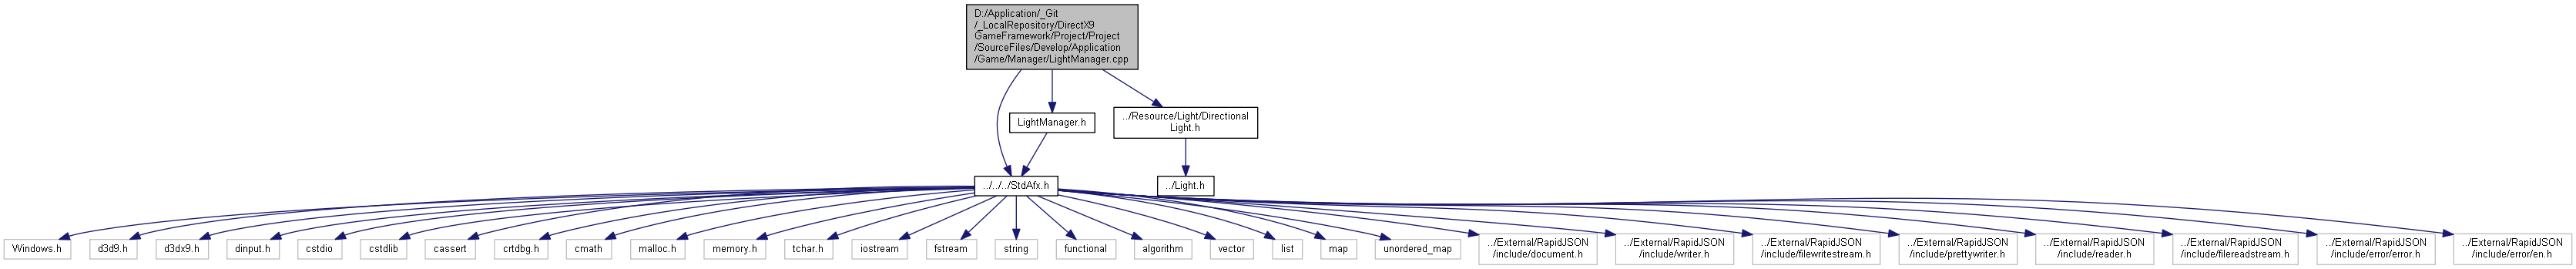 D:/Application/_Git
/_LocalRepository/DirectX9
GameFramework/Project/Project
/SourceFiles/Develop/Application
/Game/Manager/LightManager.cpp
LightManager.h
../Resource/Light/Directional
Light.h
../../../StdAfx.h
../Light.h
Windows.h
d3d9.h
d3dx9.h
dinput.h
cstdio
cstdlib
cassert
crtdbg.h
cmath
malloc.h
memory.h
tchar.h
iostream
fstream
string
functional
algorithm
vector
list
map
unordered_map
../External/RapidJSON
/include/document.h
../External/RapidJSON
/include/writer.h
../External/RapidJSON
/include/filewritestream.h
../External/RapidJSON
/include/prettywriter.h
../External/RapidJSON
/include/reader.h
../External/RapidJSON
/include/filereadstream.h
../External/RapidJSON
/include/error/error.h
../External/RapidJSON
/include/error/en.h